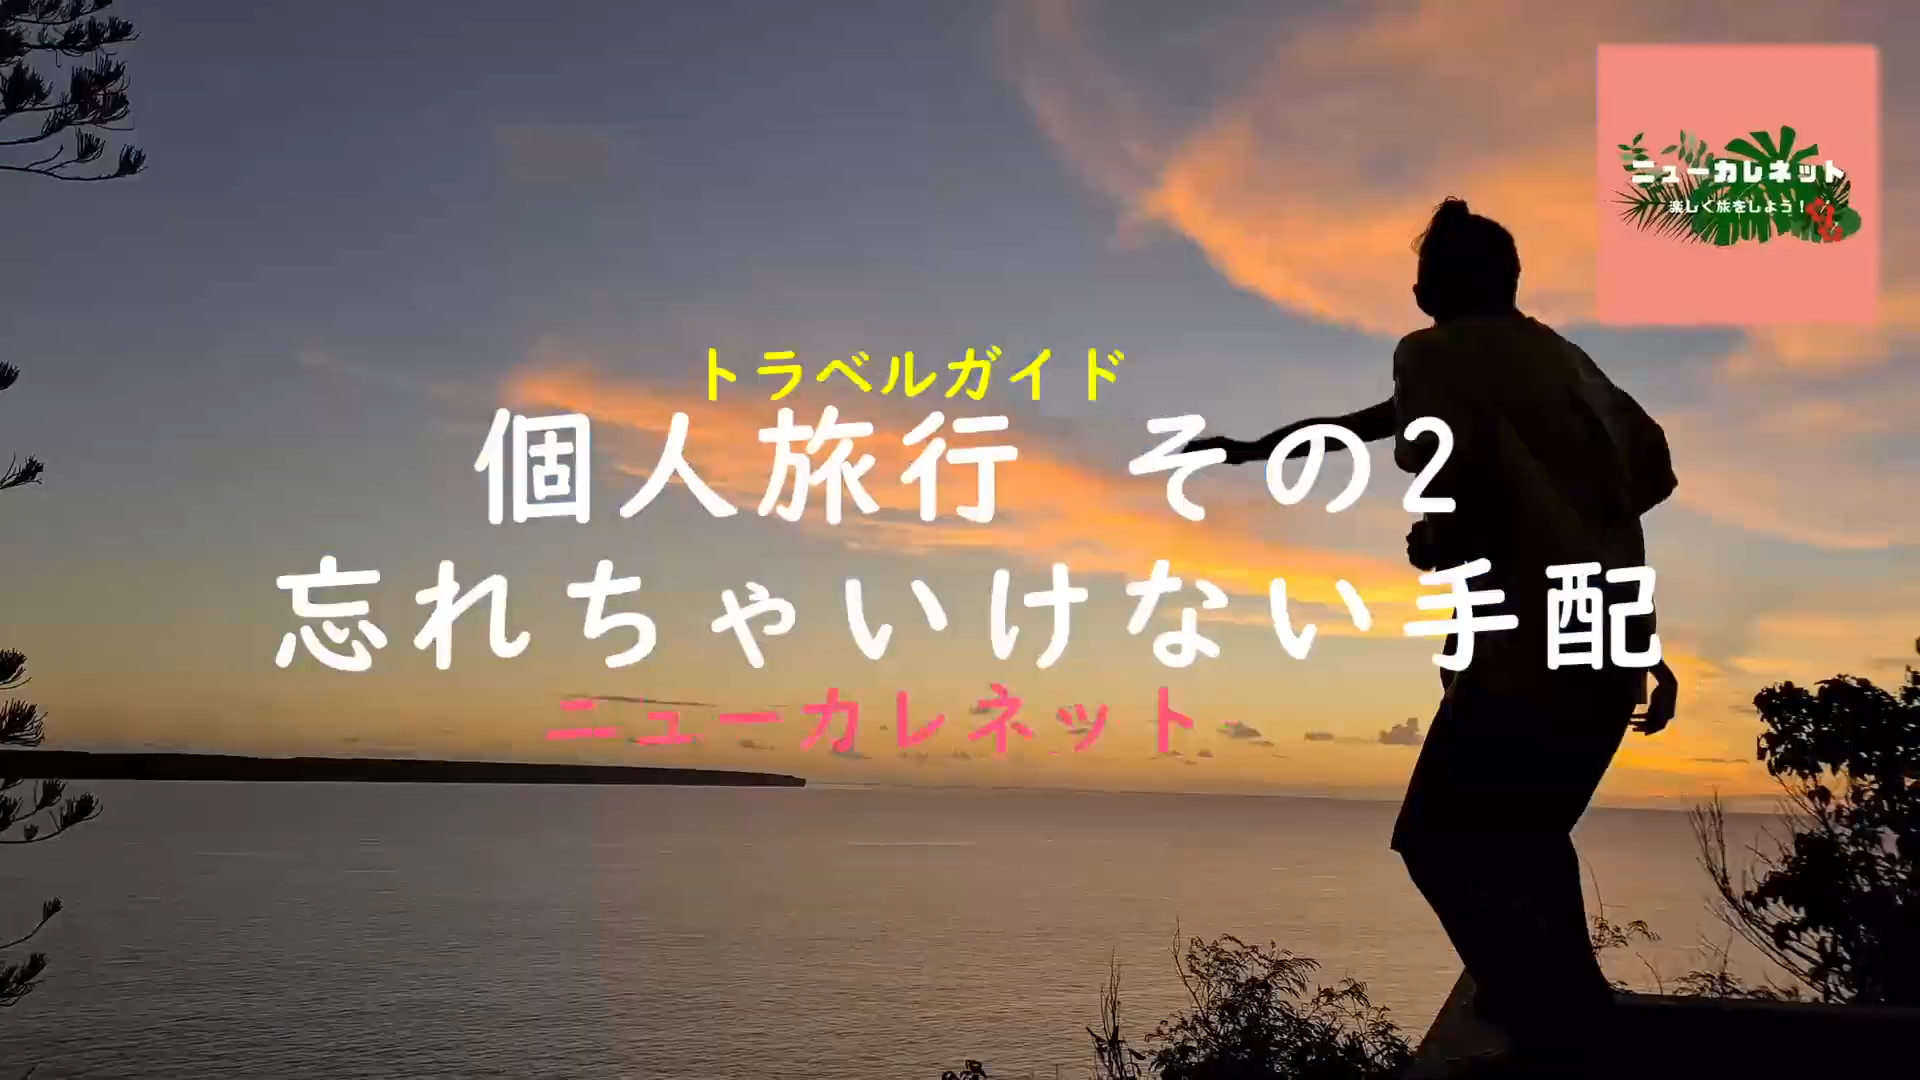 ニューカレネット
楽しく旅をしよう！
トラベルガイド
個人旅行 その2
忘れちゃいけない手配
ニューカレネット